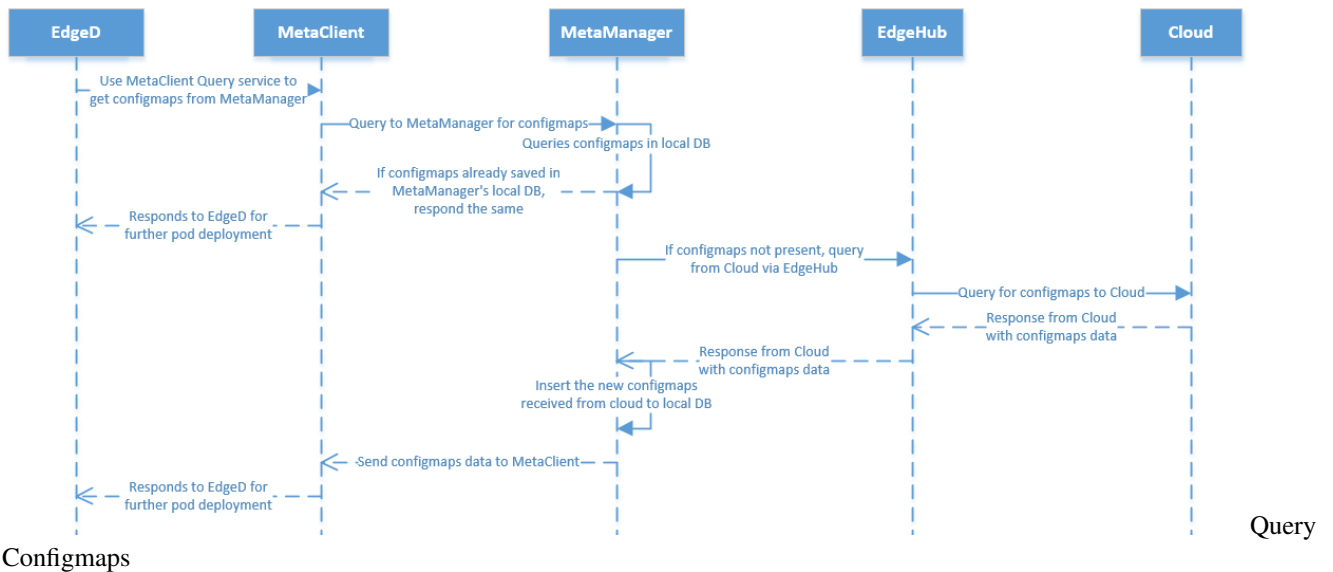 EdgeD
MetaClient
MetaManager
EdgeHub
Cloud
Use MetaClient Query service to
get configmaps from MetaManager
Query to MetaManager for configmaps
Queries configmaps in local DB
If configmaps already saved in
MetaManager's local DB,
respond the same
Responds to EdgeD for
further pod deployment
If configmaps not present, query
from Cloud via EdgeHub
Query for configmaps to Cloud
Response from Cloud
with configmaps data
Response from Cloud
with configmaps data
Insert the new configmaps
received from cloud to local DB
Send configmaps data to MetaClient
Responds to EdgeD for
further pod deployment
Query
Configmaps